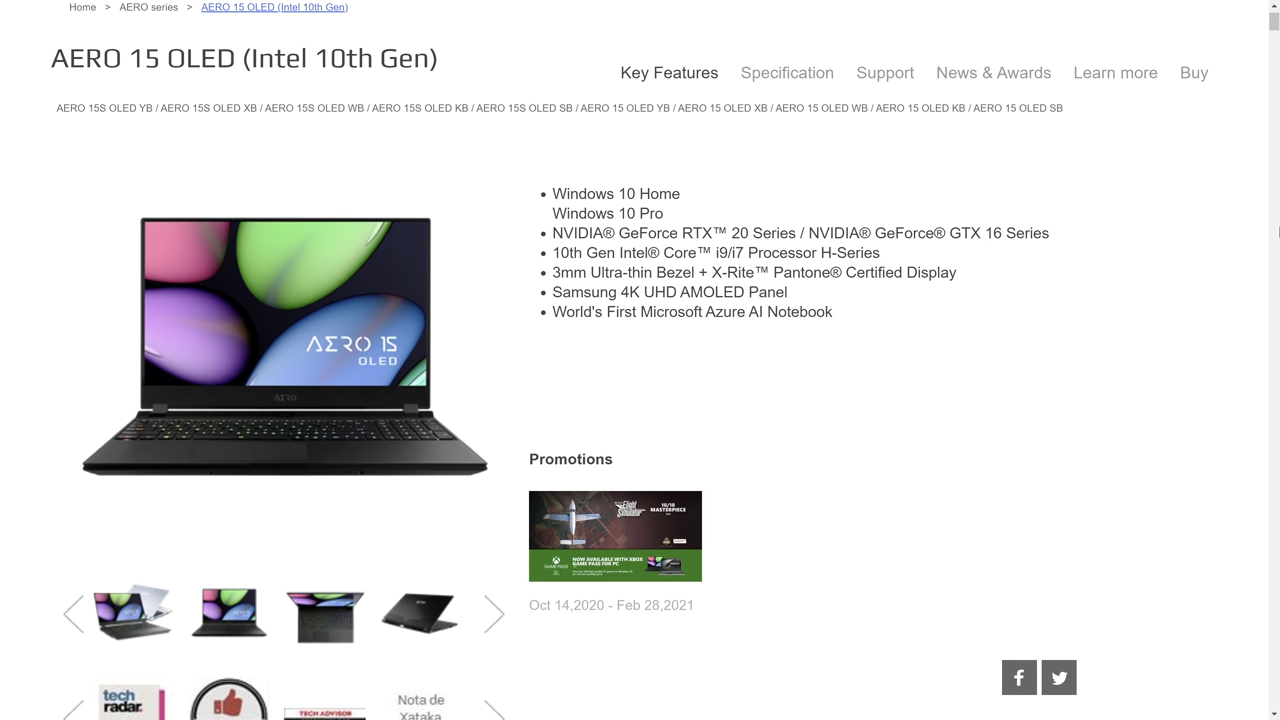 Home > AERO series > AERO 15 OLED (Intel 10th Gen)
AERO 15 OLED (Intel 10th Gen)
Key Features Specification Support News & Awards Learn more Buy
AERO 15S OLED YB / AERO 15S OLED XB / AERO 15S OLED WB / AERO 15S OLED KB / AERO 15S OLED SB / AERO 15 OLED YB / AERO 15 OLED XB / AERO 15 OLED WB / AERO 15 OLED KB / AERO 15 OLED SB
Windows 10 Home
Windows 10 Pro
NVIDIA® GeForce RTX™ 20 Series / NVIDIA® GeForce® GTX 16 Series
10th Gen Intel® Core™ i9/i7 Processor H-Series
3mm Ultra-thin Bezel + X-Rite™ Pantone® Certified Display
Samsung 4K UHD AMOLED Panel
World's First Microsoft Azure AI Notebook
AERO 15
OLED
AERO
Promotions
Flight
Simulator
10/10
MASTERPIECE
XBOX
GAME PASS
NOW AVAILABLE WITH XBOX
GAME PASS FOR PC
Oct 14,2020 - Feb 28,2021
tech
radar.
TECH ADVISOR
Nota de
Xataka